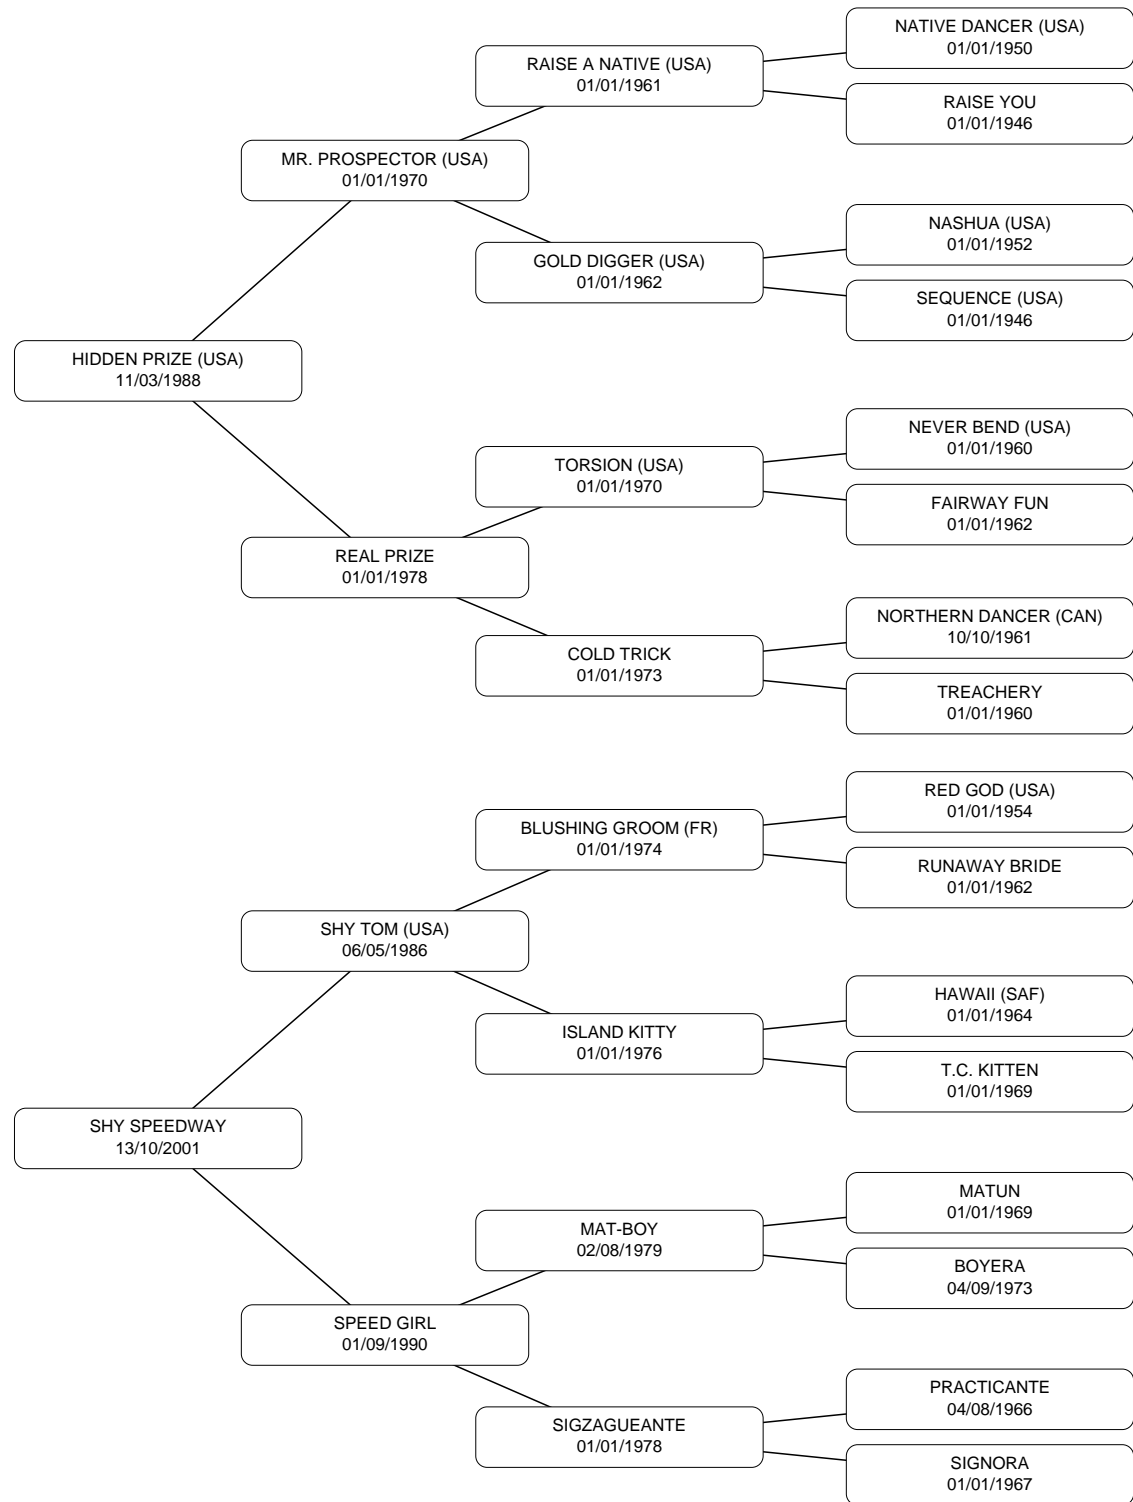 NATIVE DANCER (USA)
01/01/1950
RAISE A NATIVE (USA)
01/01/1961
RAISE YOU
01/01/1946
MR. PROSPECTOR (USA)
01/01/1970
NASHUA (USA)
01/01/1952
GOLD DIGGER (USA)
01/01/1962
SEQUENCE (USA)
01/01/1946
HIDDEN PRIZE (USA)
11/03/1988
NEVER BEND (USA)
01/01/1960
TORSION (USA)
01/01/1970
FAIRWAY FUN
01/01/1962
REAL PRIZE
01/01/1978
NORTHERN DANCER (CAN)
10/10/1961
COLD TRICK
01/01/1973
TREACHERY
01/01/1960
RED GOD (USA)
01/01/1954
BLUSHING GROOM (FR)
01/01/1974
RUNAWAY BRIDE
01/01/1962
SHY TOM (USA)
06/05/1986
HAWAII (SAF)
01/01/1964
ISLAND KITTY
01/01/1976
T.C. KITTEN
01/01/1969
SHY SPEEDWAY
13/10/2001
MATUN
01/01/1969
MAT-BOY
02/08/1979
BOYERA
04/09/1973
SPEED GIRL
01/09/1990
PRACTICANTE
04/08/1966
SIGZAGUEANTE
01/01/1978
SIGNORA
01/01/1967